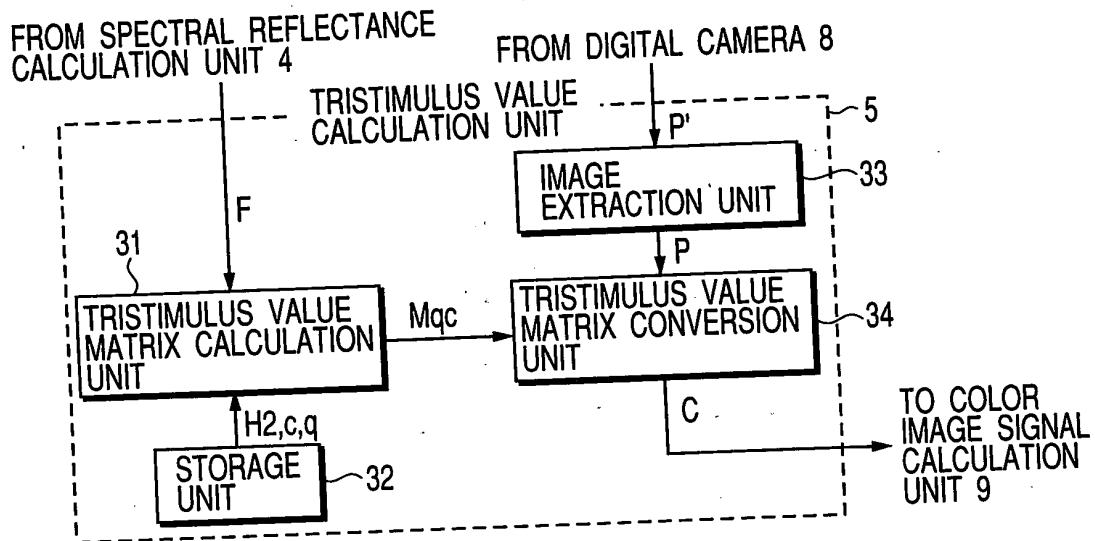 FROM SPECTRAL REFLECTANCE
CALCULATION UNIT 4
FROM DIGITAL CAMERA 8
TRISTIMULUS VALUE
CALCULATION UNIT
5
P'
IMAGE
EXTRACTION UNIT
33
F
P
31
TRISTIMULUS VALUE
MATRIX CALCULATION
UNIT
Mqc
TRISTIMULUS VALUE
MATRIX CONVERSION
UNIT
34
H2,c,q
C
STORAGE
UNIT
32
TO COLOR
IMAGE SIGNAL
CALCULATION
UNIT 9